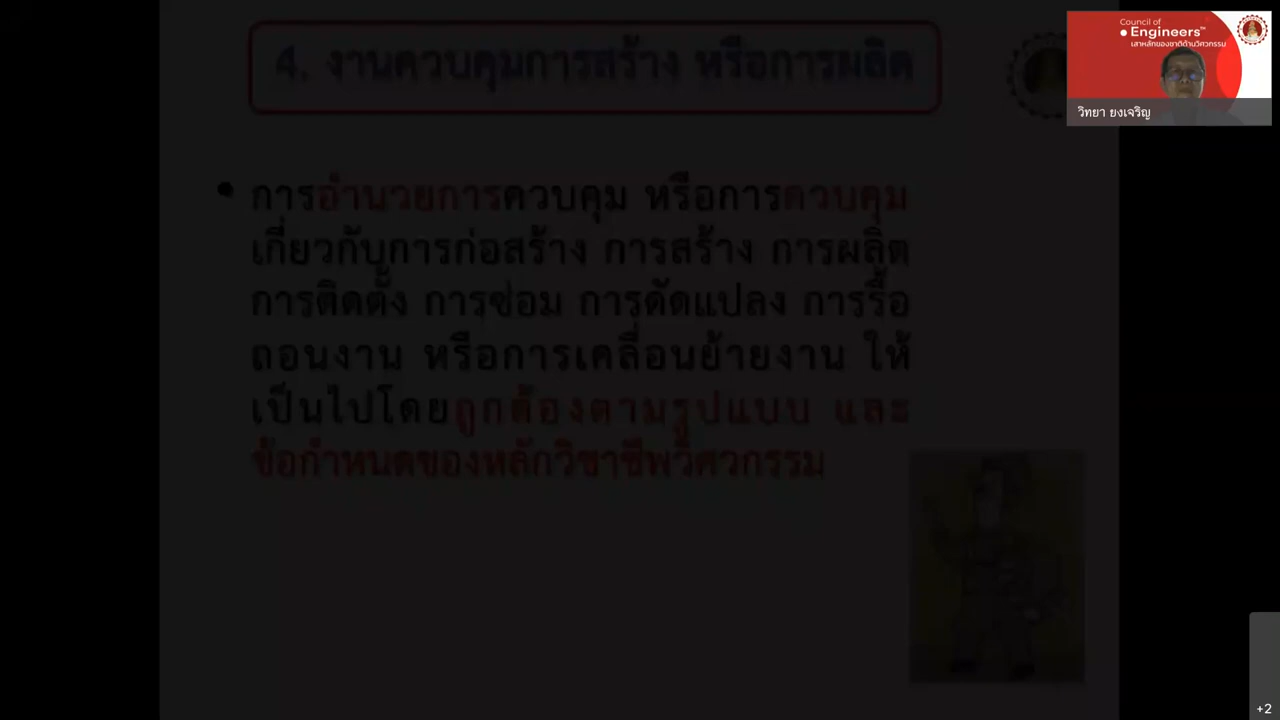 4. งานควบคุมการสร้าง หรือการผลิต
Council of
Engineers
เสาหลักของชาติด้านวิศวกรรม
วิทยา ยงเจริญ
• การอำนวยการควบคุม หรือการควบคุม
เกี่ยวกับการก่อสร้าง การสร้าง การผลิต
การติดตั้ง การซ่อม การดัดแปลง การรื้อ
ถอนงาน หรือการเคลื่อนย้ายงาน ให้
เป็นไปโดยถูกต้องตามรูปแบบ และ
ข้อกำหนดของหลักวิชาชีพวิศวกรรม
+2